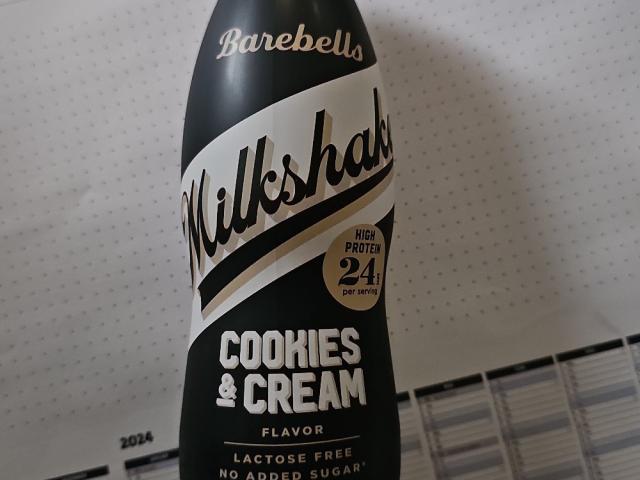 Barebells
Milkshake
HIGH
PROTEIN
24g
per serving
COOKIES
& CREAM
FLAVOR
LACTOSE FREE
NO ADDED SUGAR*
2024